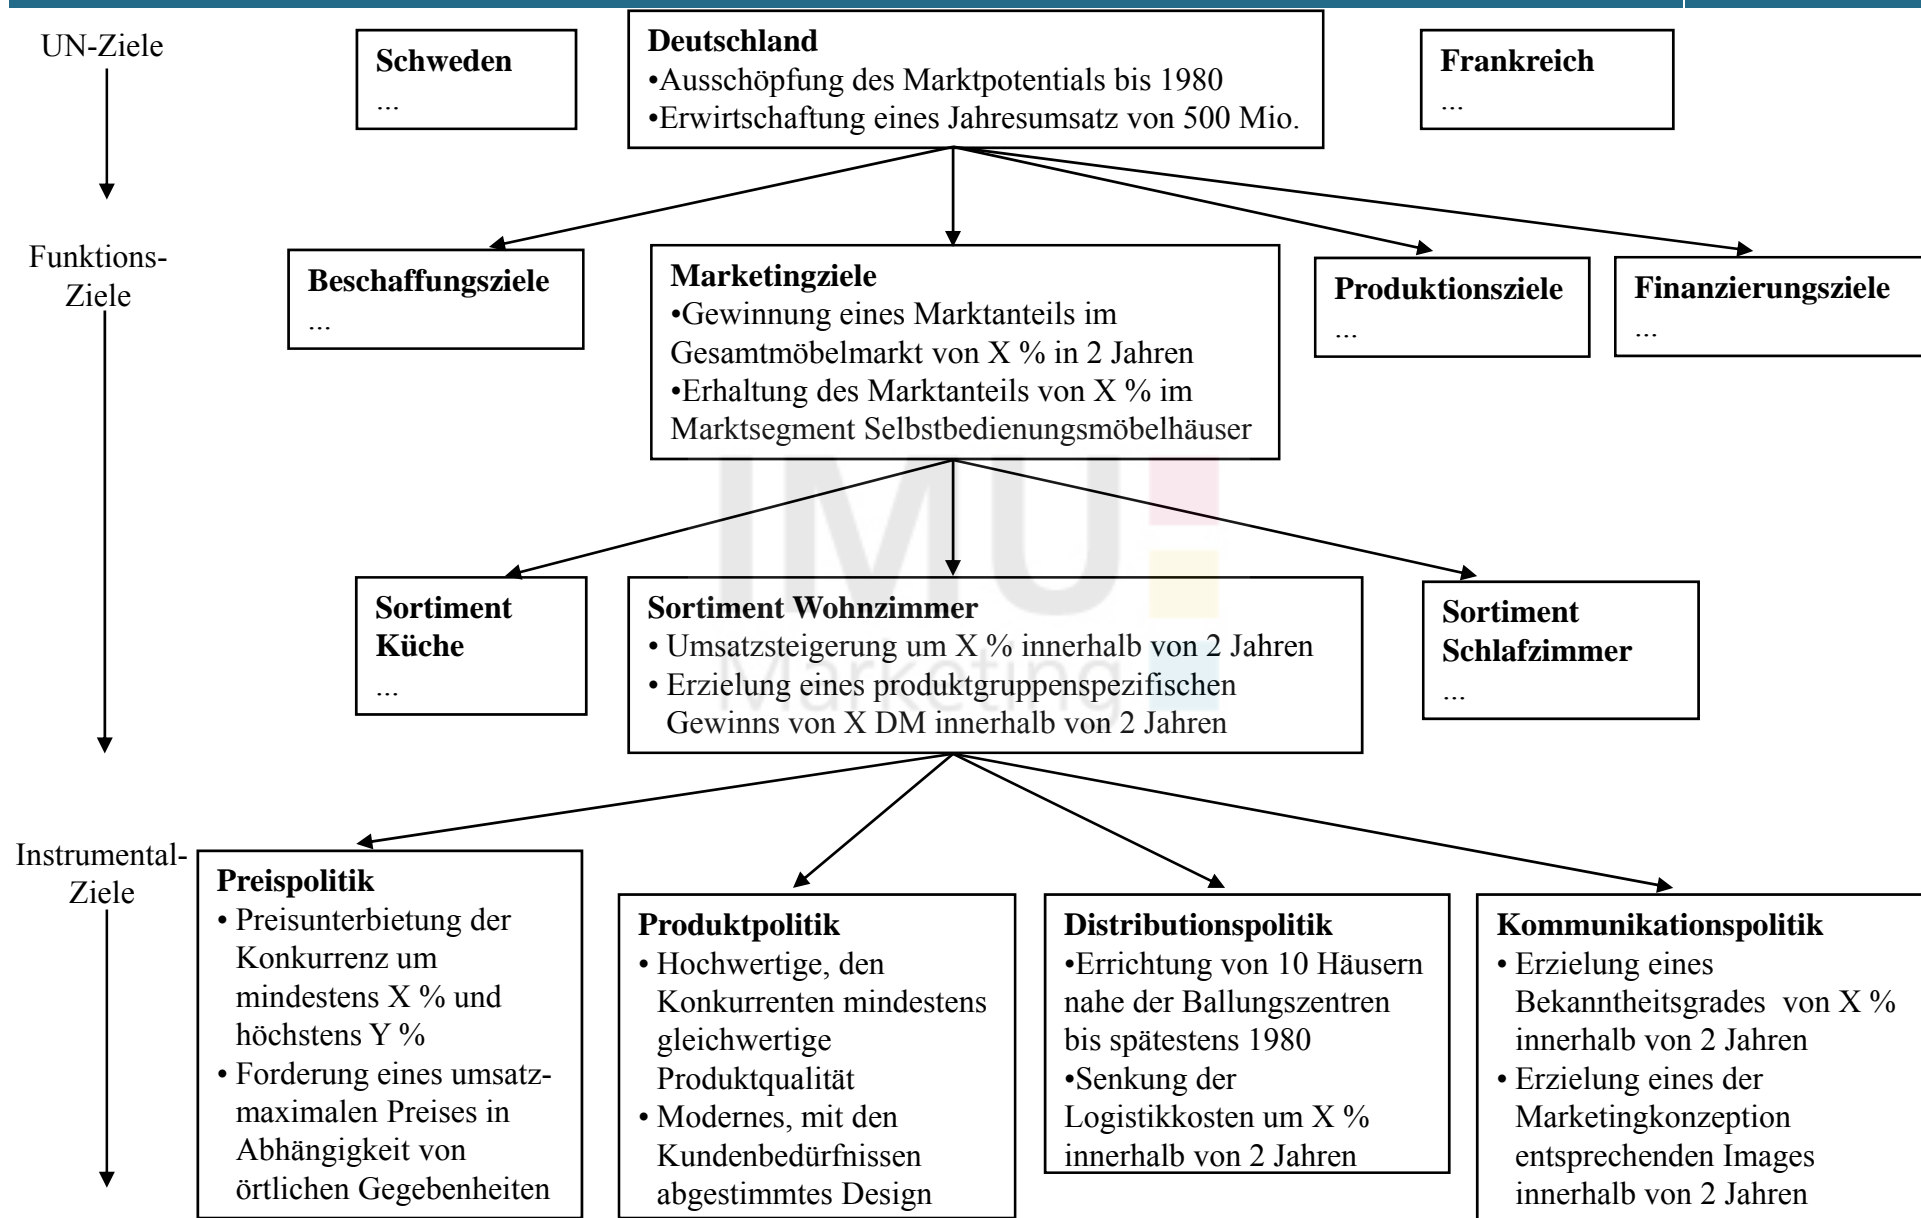 UN-Ziele
Schweden
...
Deutschland
•Ausschöpfung des Marktpotentials bis 1980
•Erwirtschaftung eines Jahresumsatz von 500 Mio.
Frankreich
...
Funktions-
Ziele
Beschaffungsziele
...
Marketingziele
•Gewinnung eines Marktanteils im
Gesamtmöbelmarkt von X % in 2 Jahren
•Erhaltung des Marktanteils von X % im
Marktsegment Selbstbedienungsmöbelhäuser
Produktionsziele
...
Finanzierungsziele
...
IMU
Marketing
Sortiment
Küche
...
Sortiment Wohnzimmer
• Umsatzsteigerung um X % innerhalb von 2 Jahren
• Erzielung eines produktgruppenspezifischen
Gewinns von X DM innerhalb von 2 Jahren
Sortiment
Schlafzimmer
...
Instrumental-
Ziele
Preispolitik
• Preisunterbietung der
Konkurrenz um
mindestens X % und
höchstens Y %
• Forderung eines umsatz-
maximalen Preises in
Abhängigkeit von
örtlichen Gegebenheiten
Produktpolitik
• Hochwertige, den
Konkurrenten mindestens
gleichwertige
Produktqualität
• Modernes, mit den
Kundenbedürfnissen
abgestimmtes Design
Distributionspolitik
•Errichtung von 10 Häusern
nahe der Ballungszentren
bis spätestens 1980
•Senkung der
Logistikkosten um X %
innerhalb von 2 Jahren
Kommunikationspolitik
• Erzielung eines
Bekanntheitsgrades von X %
innerhalb von 2 Jahren
• Erzielung eines der
Marketingkonzeption
entsprechenden Images
innerhalb von 2 Jahren